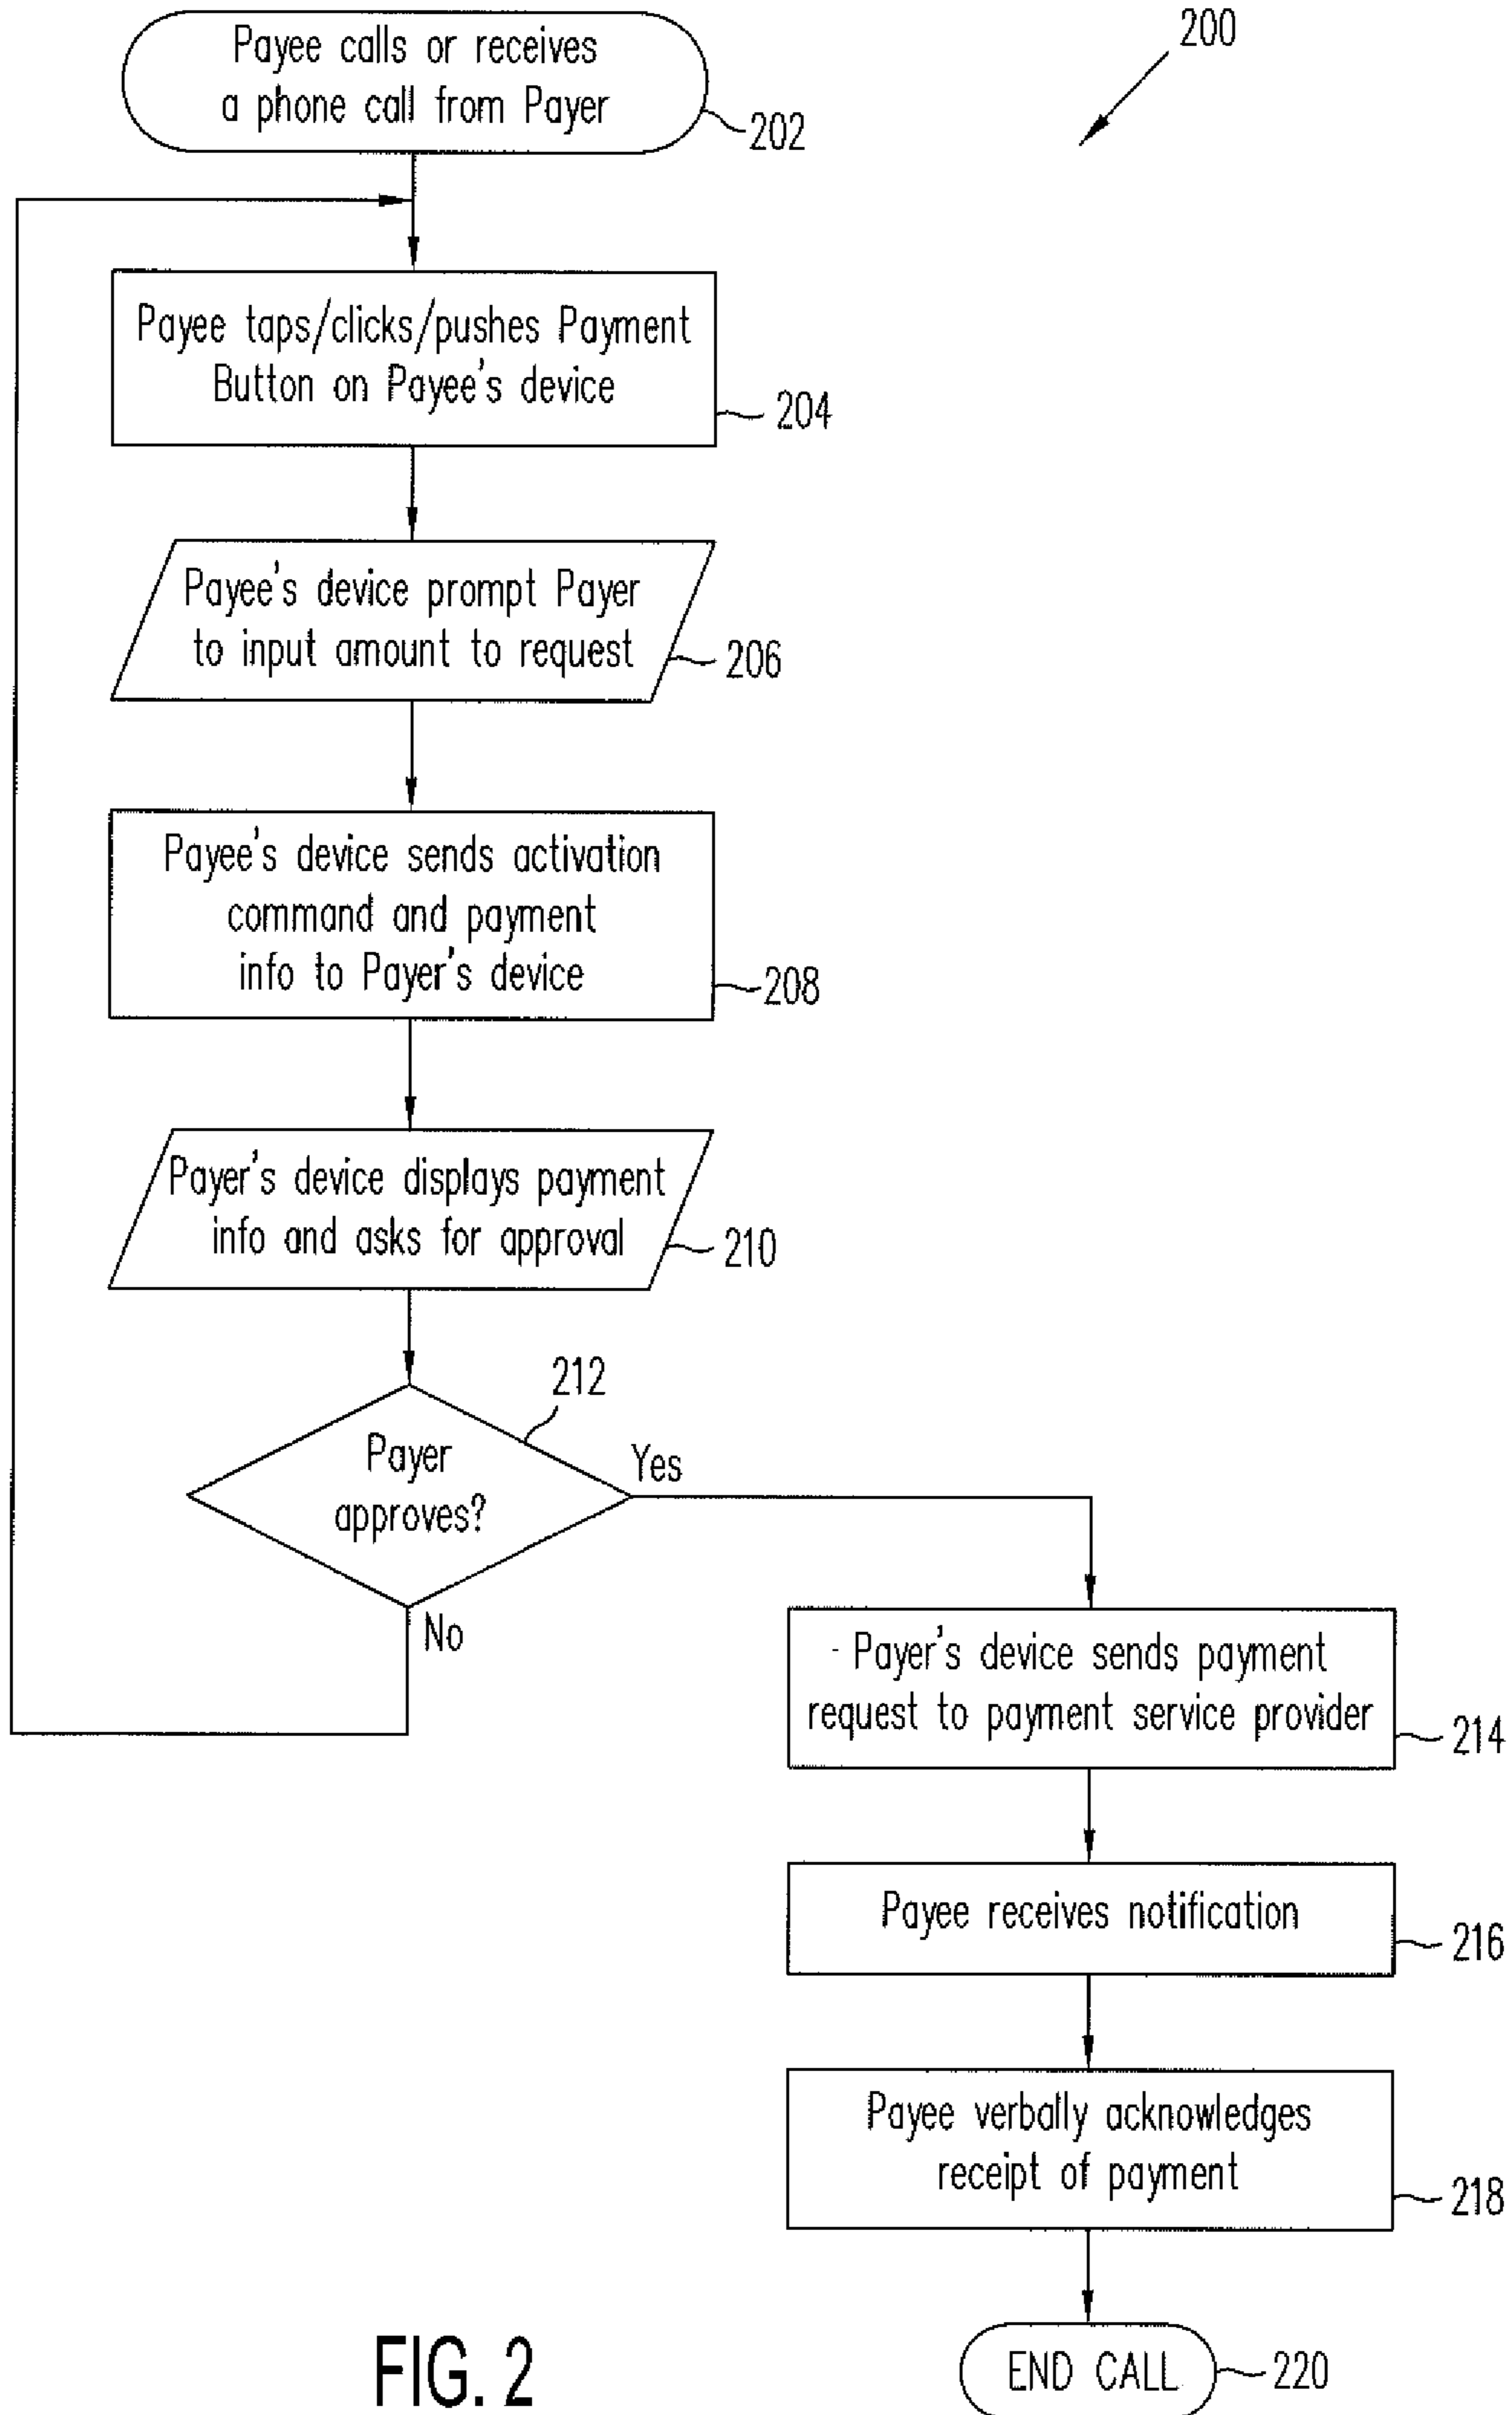 200
Payee calls or receives
a phone call from Payer
202
Payee taps/clicks/pushes Payment
Button on Payee's device
204
Payee's device prompt Payer
to input amount to request
206
Payee's device sends activation
command and payment
info to Payer's device
208
Payer's device displays payment
info and asks for approval
210
212
Payer
approves?
Yes
No
Payer's device sends payment
request to payment service provider
214
Payee receives notification
216
Payee verbally acknowledges
receipt of payment
218
END CALL
220
FIG. 2